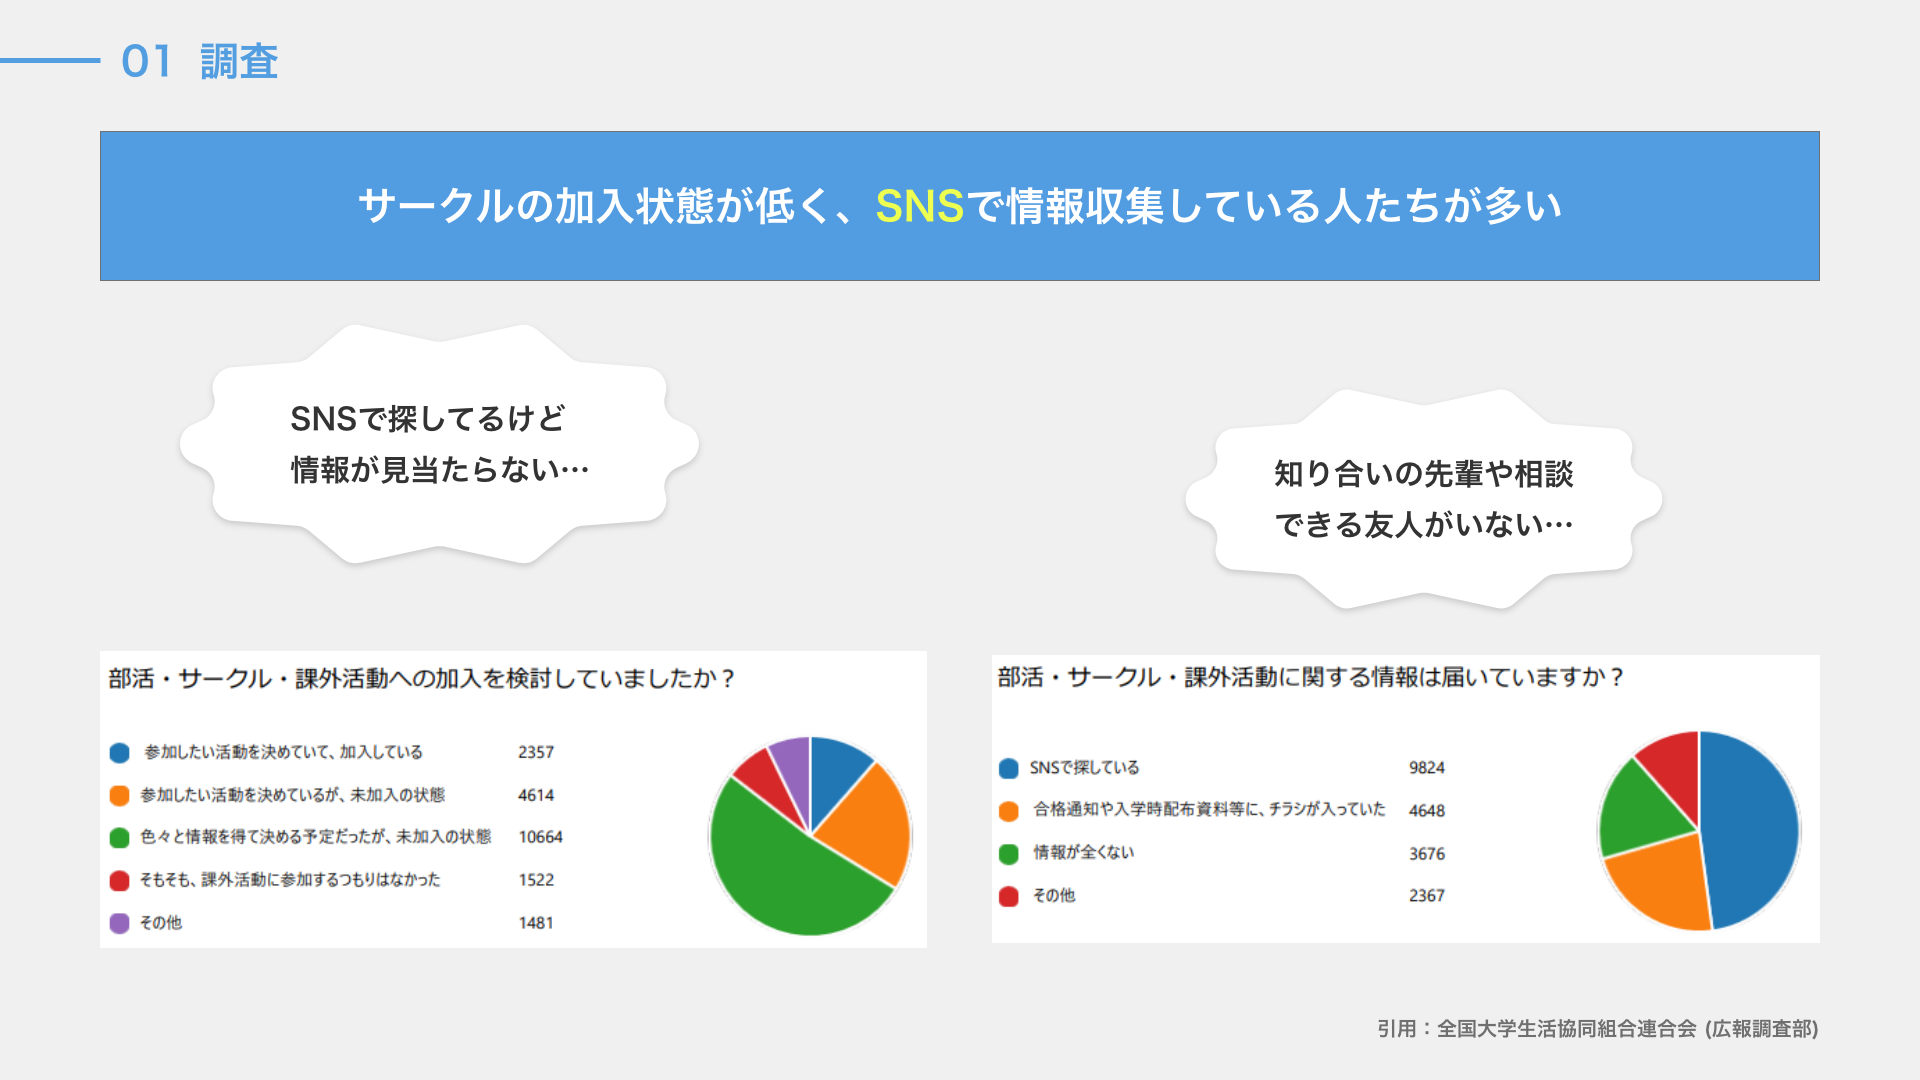 01 調査
サークルの加入状態が低く、SNSで情報収集している人たちが多い
SNSで探してるけど
情報が見当たらない…
知り合いの先輩や相談
できる友人がいない…
部活・サークル・課外活動への加入を検討していましたか？
参加したい活動を決めていて、加入している 2357
参加したい活動を決めているが、未加入の状態 4614
色々と情報を得て決める予定だったが、未加入の状態 10664
そもそも、課外活動に参加するつもりはなかった 1522
その他 1481
部活・サークル・課外活動に関する情報は届いていますか？
SNSで探している 9824
合格通知や入学時配布資料等に、チラシが入っていた 4648
情報が全くない 3676
その他 2367
引用：全国大学生活協同組合連合会 (広報調査部)